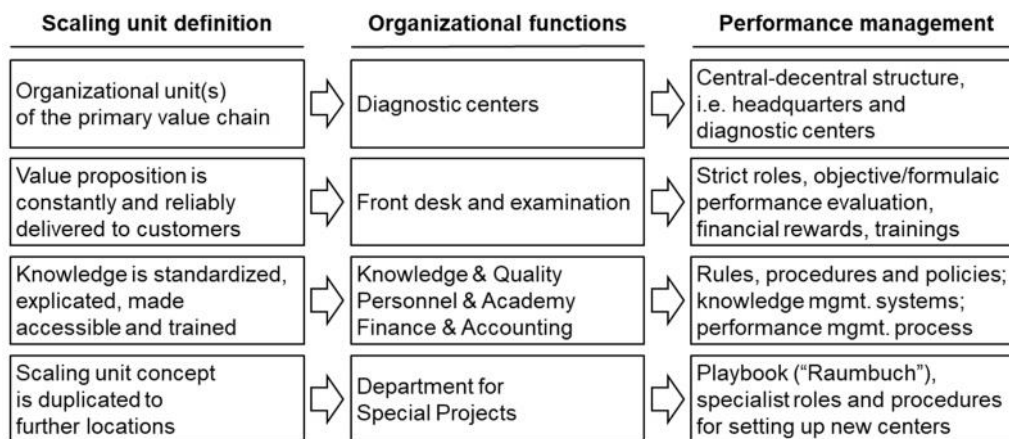 Scaling unit definition
Organizational functions
Performance management
Organizational unit(s)
of the primary value chain
Diagnostic centers
Central-decentral structure,
i.e. headquarters and
diagnostic centers
Value proposition is
constantly and reliably
delivered to customers
Front desk and examination
Strict roles, objective/formulaic
performance evaluation,
financial rewards, trainings
Knowledge is standardized,
explicated, made
accessible and trained
Knowledge & Quality
Personnel & Academy
Finance & Accounting
Rules, procedures and policies;
knowledge mgmt. systems;
performance mgmt. process
Scaling unit concept
is duplicated to
further locations
Department for
Special Projects
Playbook (“Raumbuch”),
specialist roles and procedures
for setting up new centers